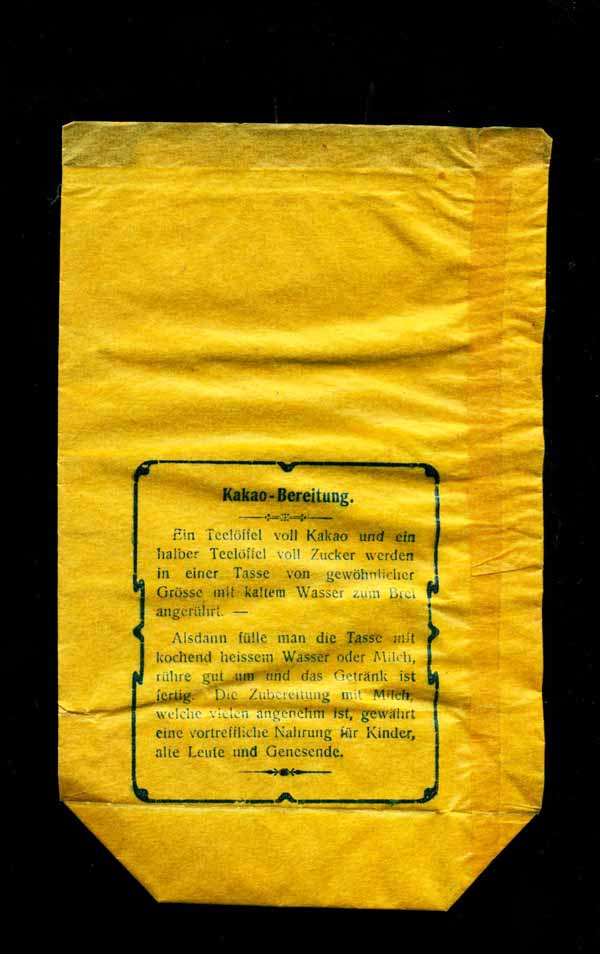 Kakao-Bereitung.
Ein Teelöffel voll Kakao und ein
halber Teelöffel voll Zucker werden
in einer Tasse von gewöhnlicher
Grösse mit kaltem Wasser zum Brei
angerührt. —
Alsdann fülle man die Tasse mit
kochend heissem Wasser oder Milch,
rühre gut um und das Getränk ist
fertig. Die Zubereitung mit Milch,
welche vielen angenehm ist, gewährt
eine vortreffliche Nahrung für Kinder,
alte Leute und Genesende.